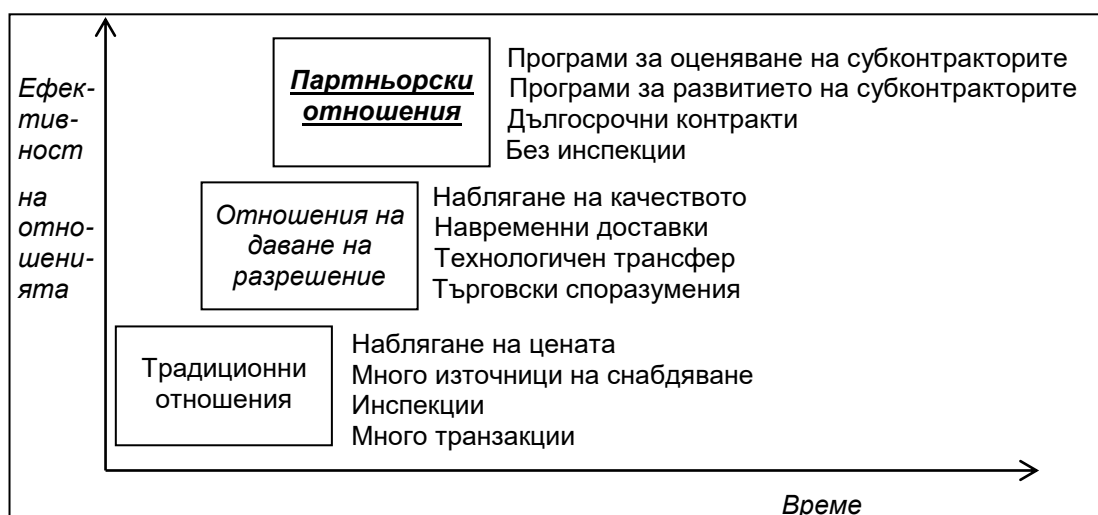 Ефек-
тив-
ност
на
отно-
шени-
ята
Партньорски
отношения
Програми за оценяване на субконтракторите
Програми за развитието на субконтракторите
Дългосрочни контракти
Без инспекции
Отношения на
даване на
разрешение
Наблягане на качеството
Навременни доставки
Технологичен трансфер
Търговски споразумения
Традиционни
отношения
Наблягане на цената
Много източници на снабдяване
Инспекции
Много транзакции
Време